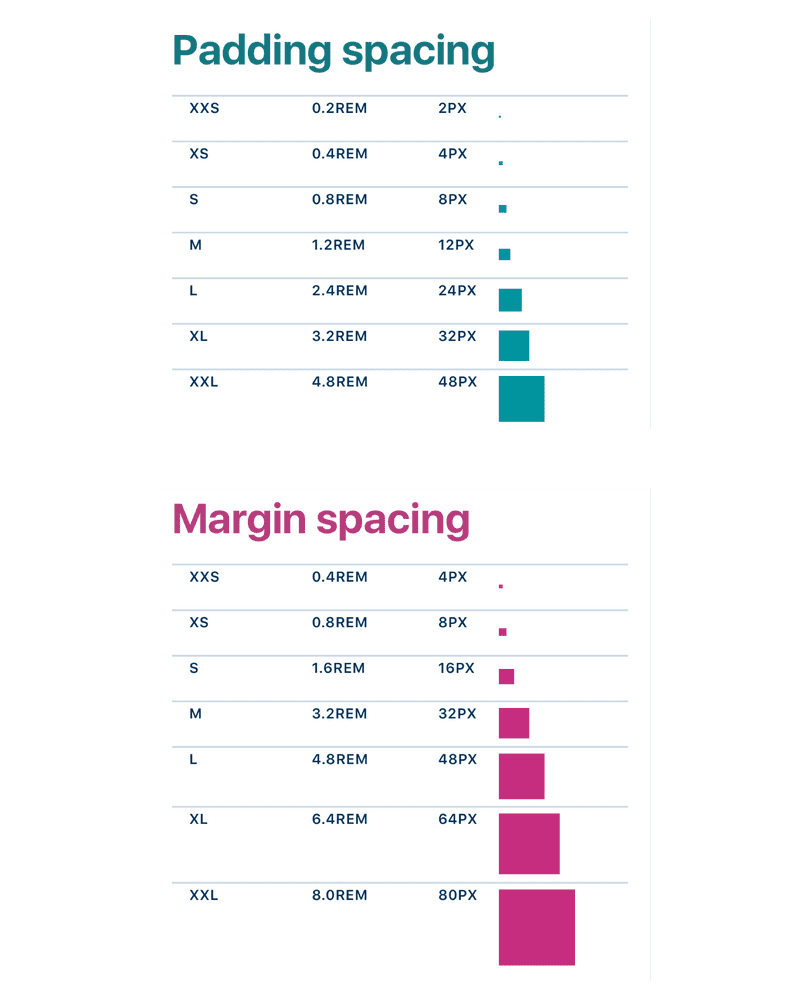 Padding spacing
XXS 0.2REM 2PX
XS 0.4REM 4PX
S 0.8REM 8PX
M 1.2REM 12PX
L 2.4REM 24PX
XL 3.2REM 32PX
XXL 4.8REM 48PX
Margin spacing
XXS 0.4REM 4PX
XS 0.8REM 8PX
S 1.6REM 16PX
M 3.2REM 32PX
L 4.8REM 48PX
XL 6.4REM 64PX
XXL 8.0REM 80PX